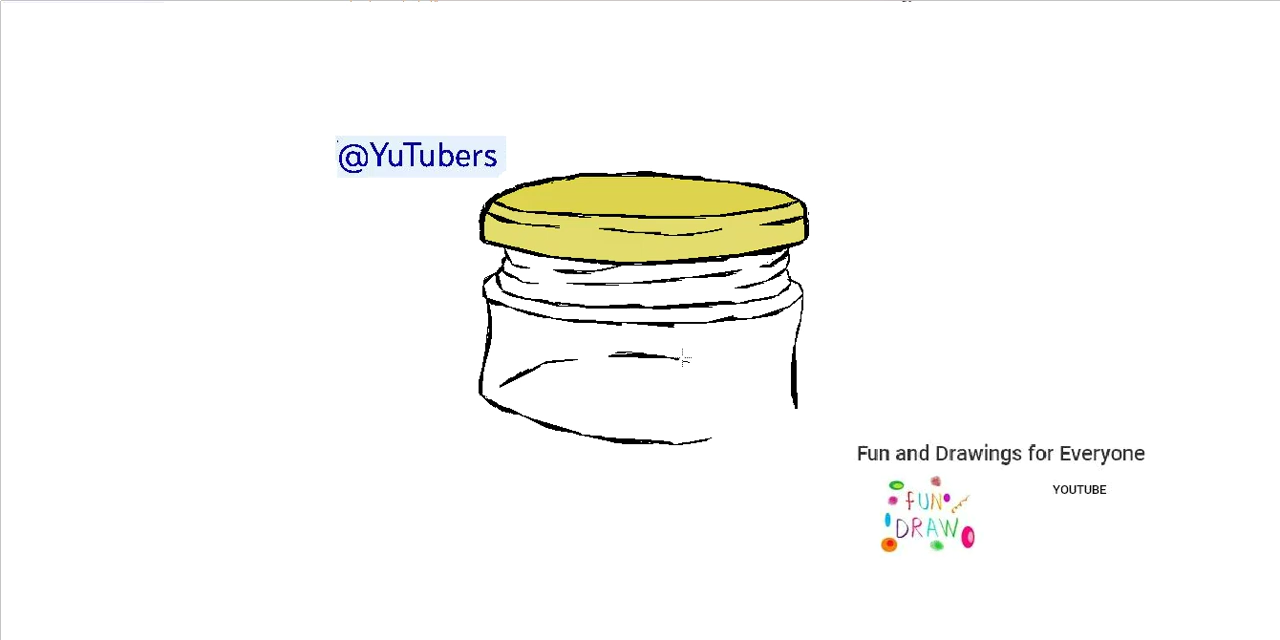 @YuTubers
Fun and Drawings for Everyone
YOUTUBE
FUN
DRAW